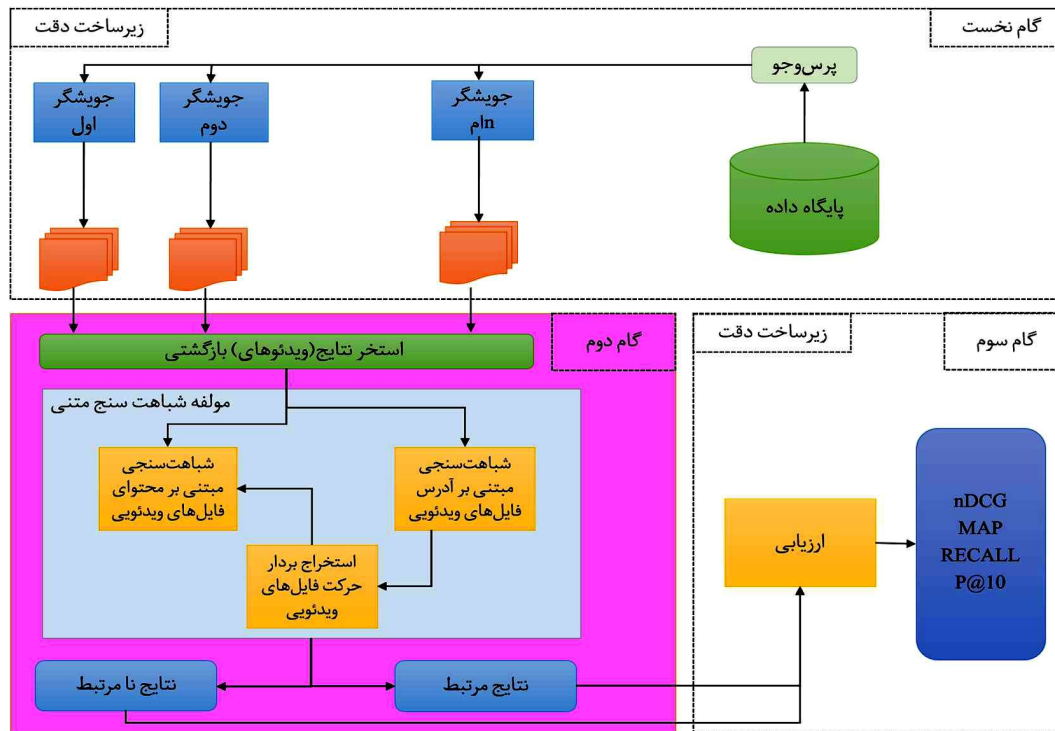 گام نخست
زیرساخت دقت
پرس‌وجو
جویشگر
nام
جویشگر
دوم
جویشگر
اول
پایگاه داده
گام دوم
استخر نتایج(ویدئوهای) بازگشتی
مولفه شباهت سنج متنی
شباهت‌سنجی
مبتنی بر آدرس
فایل‌های ویدئویی
شباهت‌سنجی
مبتنی بر محتوای
فایل‌های ویدئویی
استخراج بردار
حرکت فایل‌های
ویدئویی
نتایج مرتبط
نتایج نا مرتبط
گام سوم
زیرساخت دقت
ارزیابی
nDCG
MAP
RECALL
P@10